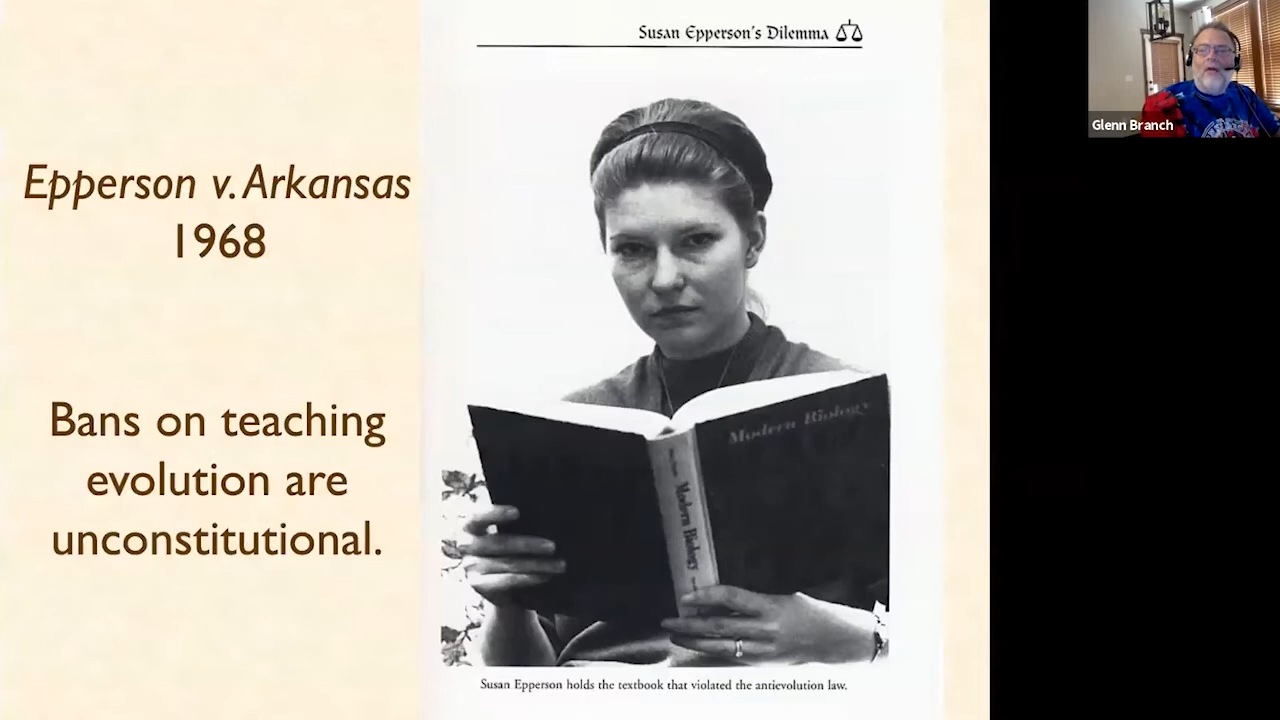 Epperson v. Arkansas
1968
Bans on teaching
evolution are
unconstitutional.
Susan Epperson's Dilemma
Modern Biology
Modern Biology
Susan Epperson holds the textbook that violated the antievolution law.
Glenn Branch